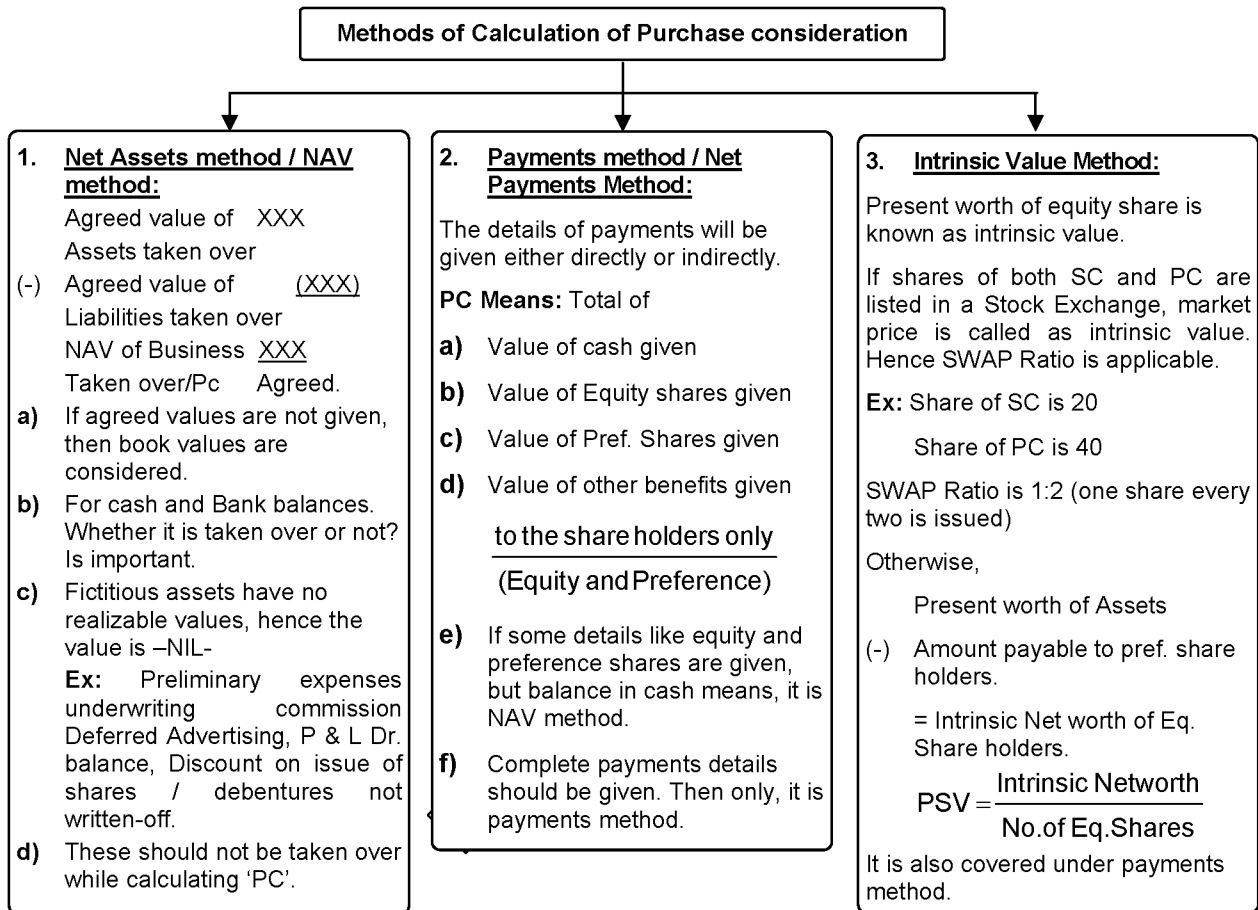 Methods of Calculation of Purchase consideration
1. Net Assets method / NAV
method:
Agreed value of XXX
Assets taken over
(-) Agreed value of (XXX)
Liabilities taken over
NAV of Business XXX
Taken over/Pc Agreed.
a) If agreed values are not given,
then book values are
considered.
b) For cash and Bank balances.
Whether it is taken over or not?
Is important.
c) Fictitious assets have no
realizable values, hence the
value is –NIL-
Ex: Preliminary expenses
underwriting commission
Deferred Advertising, P & L Dr.
balance, Discount on issue of
shares / debentures not
written-off.
d) These should not be taken over
while calculating ‘PC’.
2. Payments method / Net
Payments Method:
The details of payments will be
given either directly or indirectly.
PC Means: Total of
a) Value of cash given
b) Value of Equity shares given
c) Value of Pref. Shares given
d) Value of other benefits given
to the share holders only
(Equity and Preference)
e) If some details like equity and
preference shares are given,
but balance in cash means, it is
NAV method.
f) Complete payments details
should be given. Then only, it is
payments method.
3. Intrinsic Value Method:
Present worth of equity share is
known as intrinsic value.
If shares of both SC and PC are
listed in a Stock Exchange, market
price is called as intrinsic value.
Hence SWAP Ratio is applicable.
Ex: Share of SC is 20
Share of PC is 40
SWAP Ratio is 1:2 (one share every
two is issued)
Otherwise,
Present worth of Assets
(-) Amount payable to pref. share
holders.
= Intrinsic Net worth of Eq.
Share holders.
PSV = Intrinsic Networth
No.of Eq.Shares
It is also covered under payments
method.